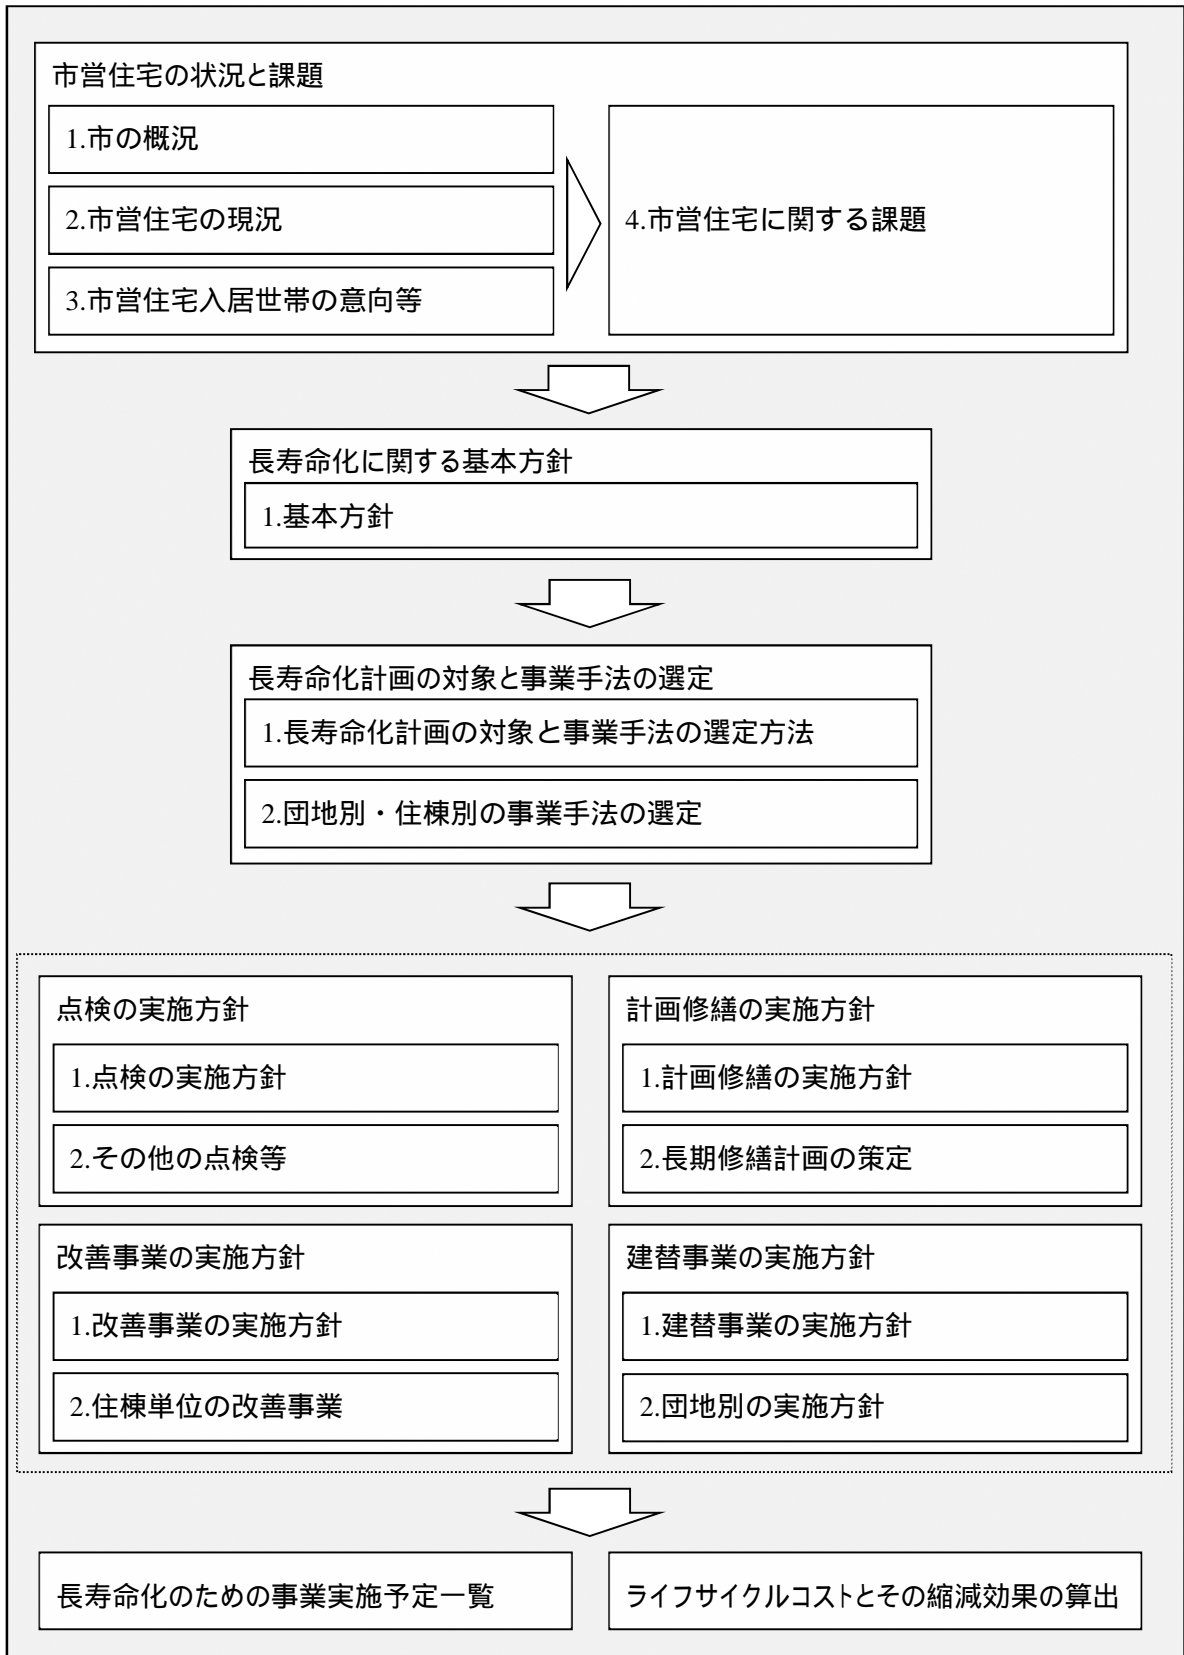 市営住宅の状況と課題
1.市の概況
2.市営住宅の現況
3.市営住宅入居世帯の意向等
4.市営住宅に関する課題
長寿命化に関する基本方針
1.基本方針
長寿命化計画の対象と事業手法の選定
1.長寿命化計画の対象と事業手法の選定方法
2.団地別・住棟別の事業手法の選定
点検の実施方針
1.点検の実施方針
2.その他の点検等
計画修繕の実施方針
1.計画修繕の実施方針
2.長期修繕計画の策定
改善事業の実施方針
1.改善事業の実施方針
2.住棟単位の改善事業
建替事業の実施方針
1.建替事業の実施方針
2.団地別の実施方針
長寿命化のための事業実施予定一覧
ライフサイクルコストとその縮減効果の算出